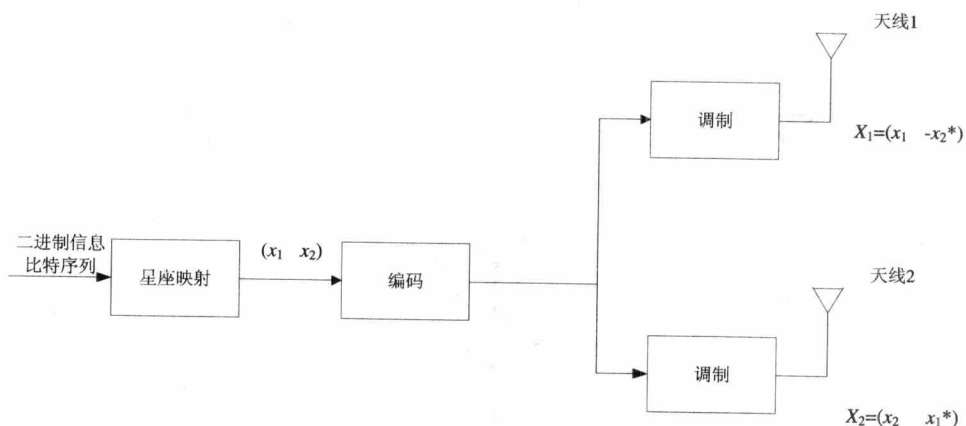 天线1
调制
X₁=(x₁ -x₂*)
二进制信息
比特序列
星座映射
(x₁ x₂)
编码
天线2
调制
X₂=(x₂ x₁*)